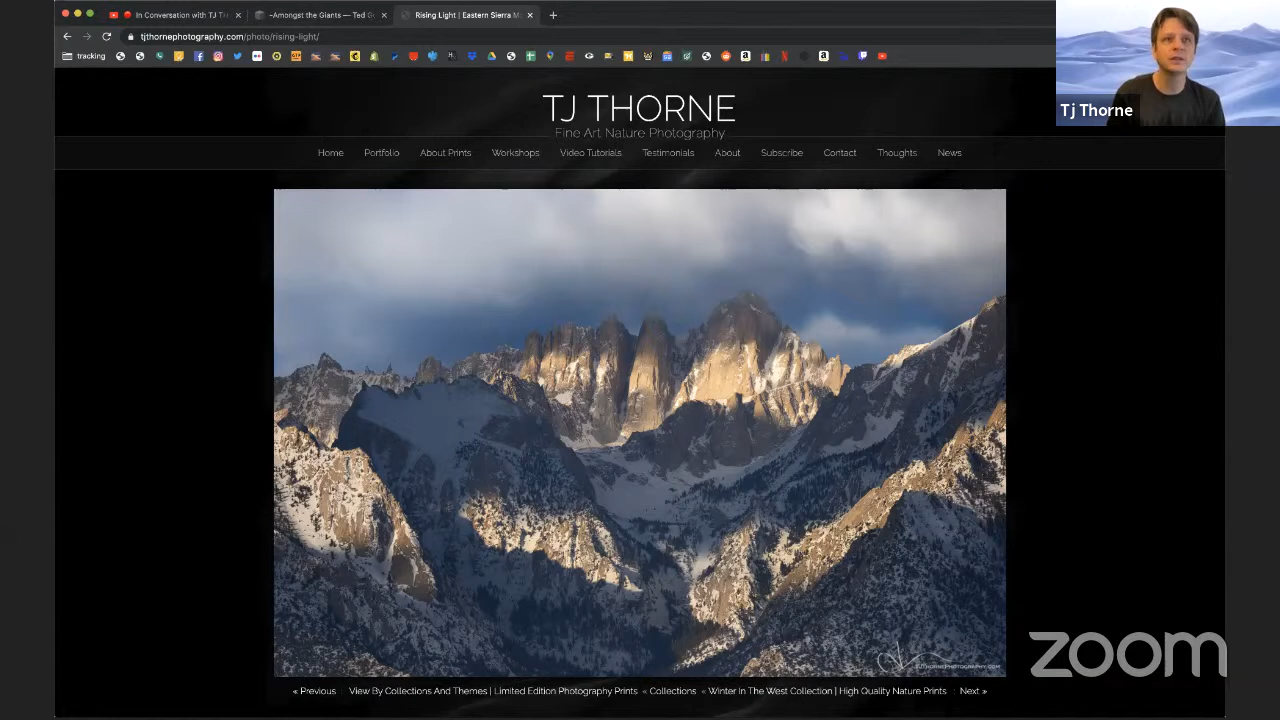 In Conversation with TJ TH
-Amongst the Giants — Ted G
Rising Light | Eastern Sierra M
tjthornephotography.com/photo/rising-light/
tracking
Tj Thorne
TJ THORNE
Fine Art Nature Photography
Home Portfolio About Prints Workshops Video Tutorials Testimonials About Subscribe Contact Thoughts News
TJThornePhotography.com
zoom
« Previous : View By Collections And Themes | Limited Edition Photography Prints « Collections « Winter In The West Collection | High Quality Nature Prints : Next »